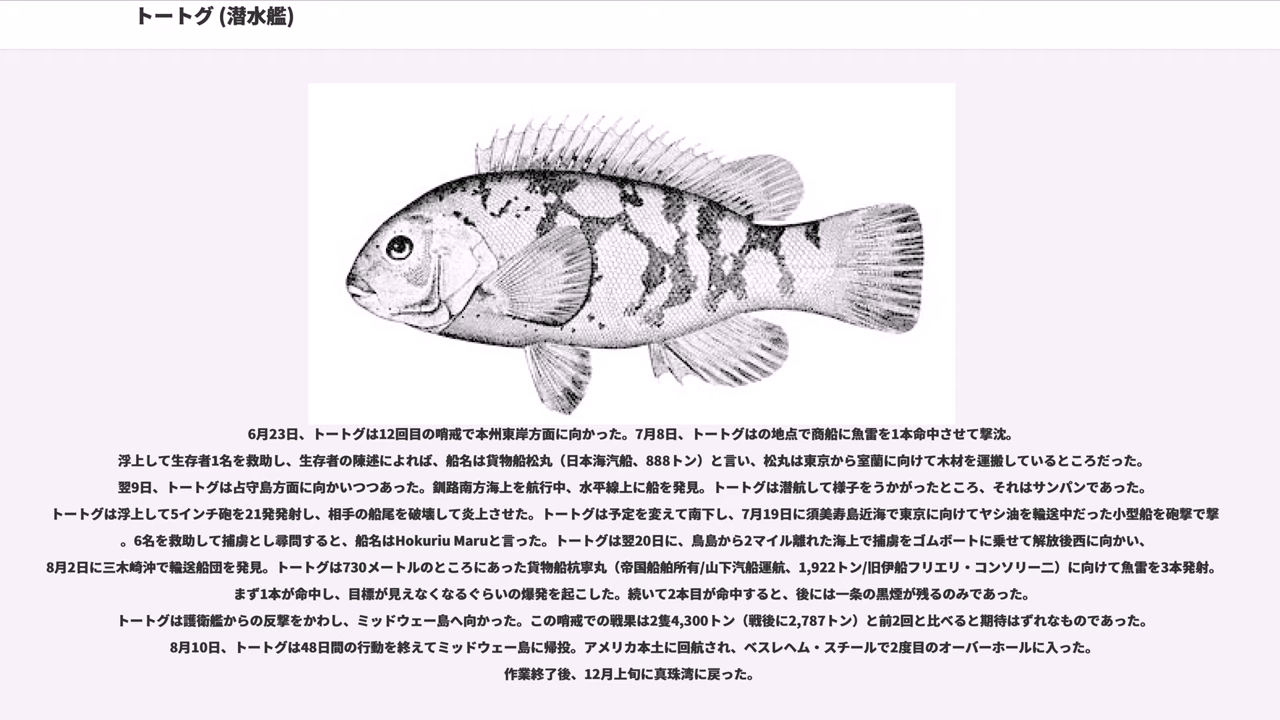 トートグ (潜水艦)
6月23日、トートグは12回目の哨戒で本州東岸方面に向かった。7月8日、トートグはの地点で商船に魚雷を1本命中させて撃沈。
浮上して生存者1名を救助し、生存者の陳述によれば、船名は貨物船松丸（日本海汽船、888トン）と言い、松丸は東京から室蘭に向けて木材を運搬しているところだった。
翌9日、トートグは占守島方面に向かいつつあった。釧路南方海上を航行中、水平線上に船を発見。トートグは潜航して様子をうかがったところ、それはサンパンであった。
トートグは浮上して5インチ砲を21発発射し、相手の船尾を破壊して炎上させた。トートグは予定を変えて南下し、7月19日に須美寿島近海で東京に向けてヤシ油を輸送中だった小型船を砲撃で撃
。6名を救助して捕虜とし尋問すると、船名はHokuriu Maruと言った。トートグは翌20日に、鳥島から2マイル離れた海上で捕虜をゴムボートに乗せて解放後西に向かい、
8月2日に三木崎沖で輸送船団を発見。トートグは730メートルのところにあった貨物船杭寧丸（帝国船舶所有/山下汽船運航、1,922トン/旧伊船フリエリ・コンソリーニ）に向けて魚雷を3本発射。
まず1本が命中し、目標が見えなくなるぐらいの爆発を起こした。続いて2本目が命中すると、後には一条の黒煙が残るのみであった。
トートグは護衛艦からの反撃をかわし、ミッドウェー島へ向かった。この哨戒での戦果は2隻4,300トン（戦後に2,787トン）と前2回と比べると期待はずれなものであった。
8月10日、トートグは48日間の行動を終えてミッドウェー島に帰投。アメリカ本土に回航され、ベスレヘム・スチールで2度目のオーバーホールに入った。
作業終了後、12月上旬に真珠湾に戻った。